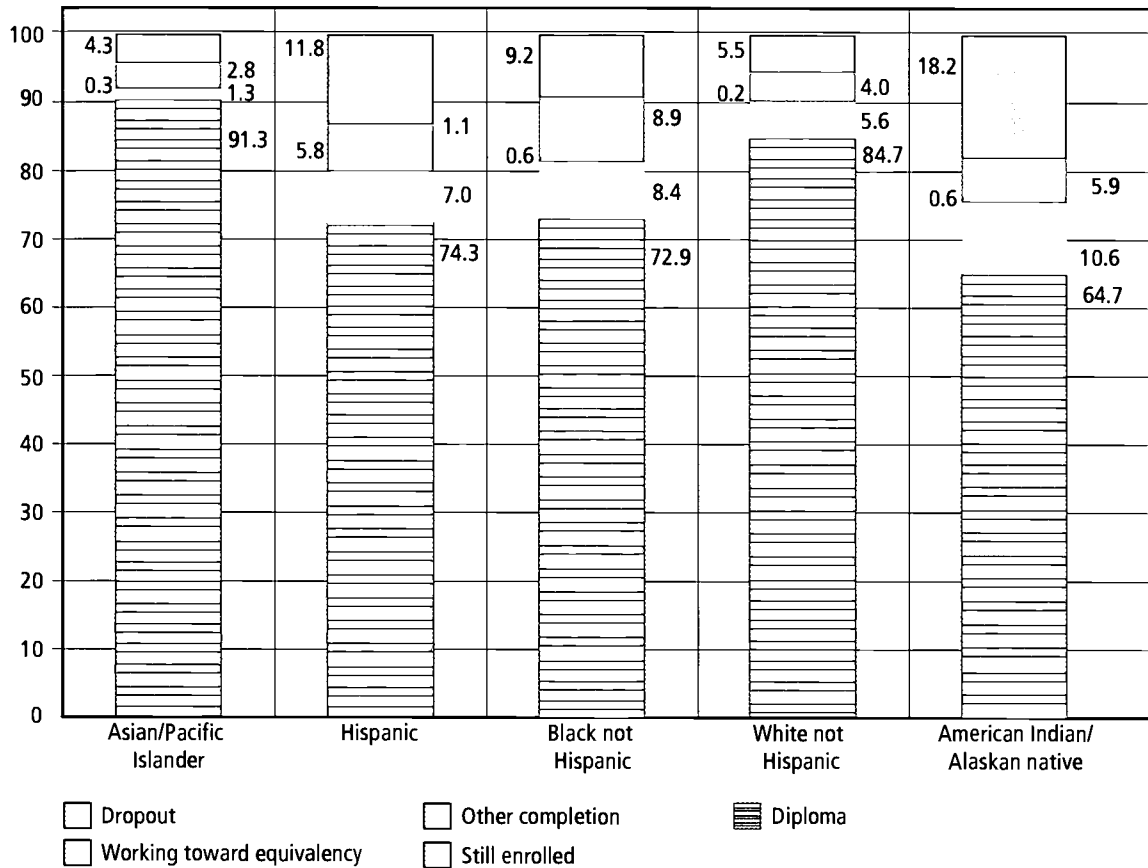 100
90
80
70
60
50
40
30
20
10
0
4.3
2.8
0.3
1.3
91.3
11.8
1.1
5.8
7.0
74.3
9.2
8.9
0.6
8.4
72.9
5.5
4.0
0.2
5.6
84.7
18.2
5.9
0.6
10.6
64.7
Asian/Pacific
Islander
Hispanic
Black not
Hispanic
White not
Hispanic
American Indian/
Alaskan native
Dropout
Other completion
Diploma
Working toward equivalency
Still enrolled